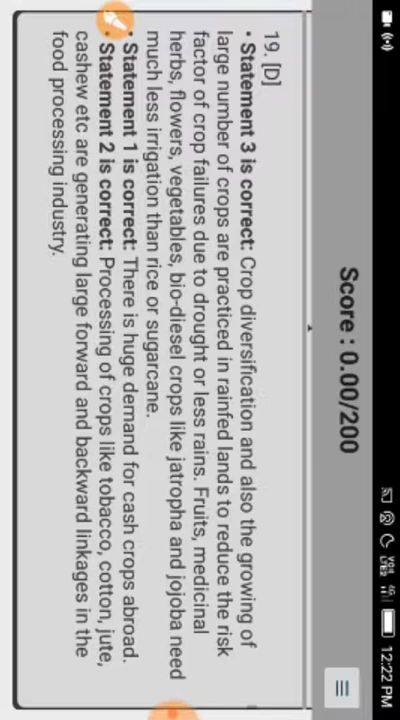 12:22 PM
Score : 0.00/200
19. [D]
• Statement 3 is correct: Crop diversification and also the growing of
large number of crops are practiced in rainfed lands to reduce the risk
factor of crop failures due to drought or less rains. Fruits, medicinal
herbs, flowers, vegetables, bio-diesel crops like jatropha and jojoba need
much less irrigation than rice or sugarcane.
• Statement 1 is correct: There is huge demand for cash crops abroad.
• Statement 2 is correct: Processing of crops like tobacco, cotton, jute,
cashew etc are generating large forward and backward linkages in the
food processing industry.